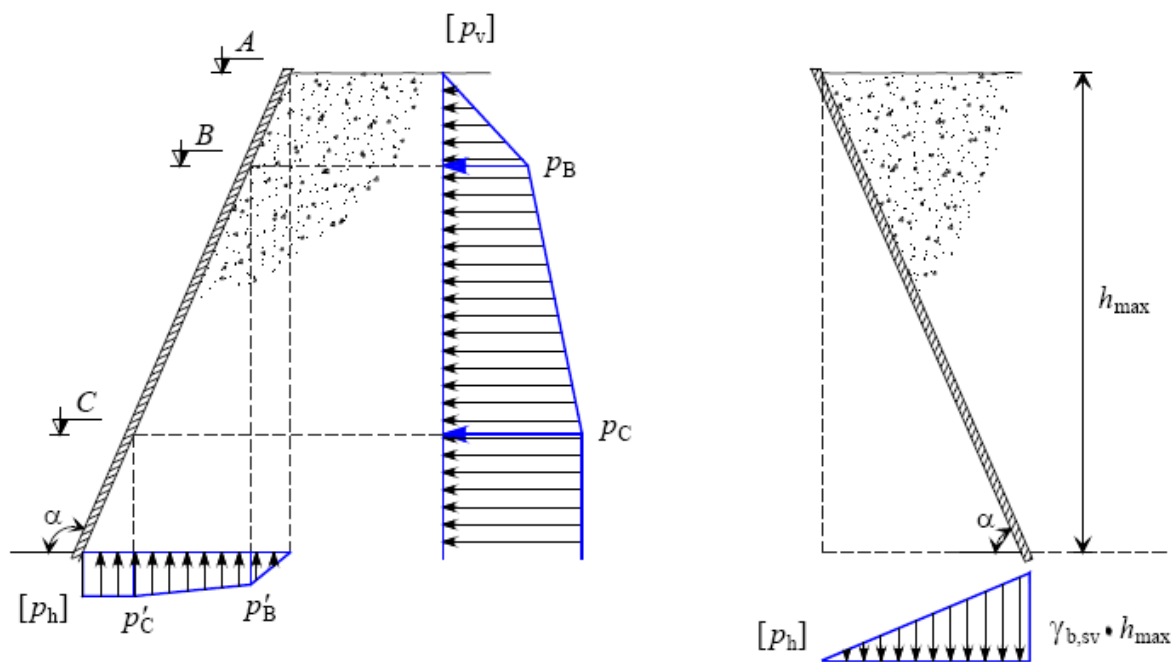 [p_v]
A
B
p_B
h_max
C
p_C
α
α
[p_h]
p′_C
p′_B
[p_h]
γ_b,sv • h_max